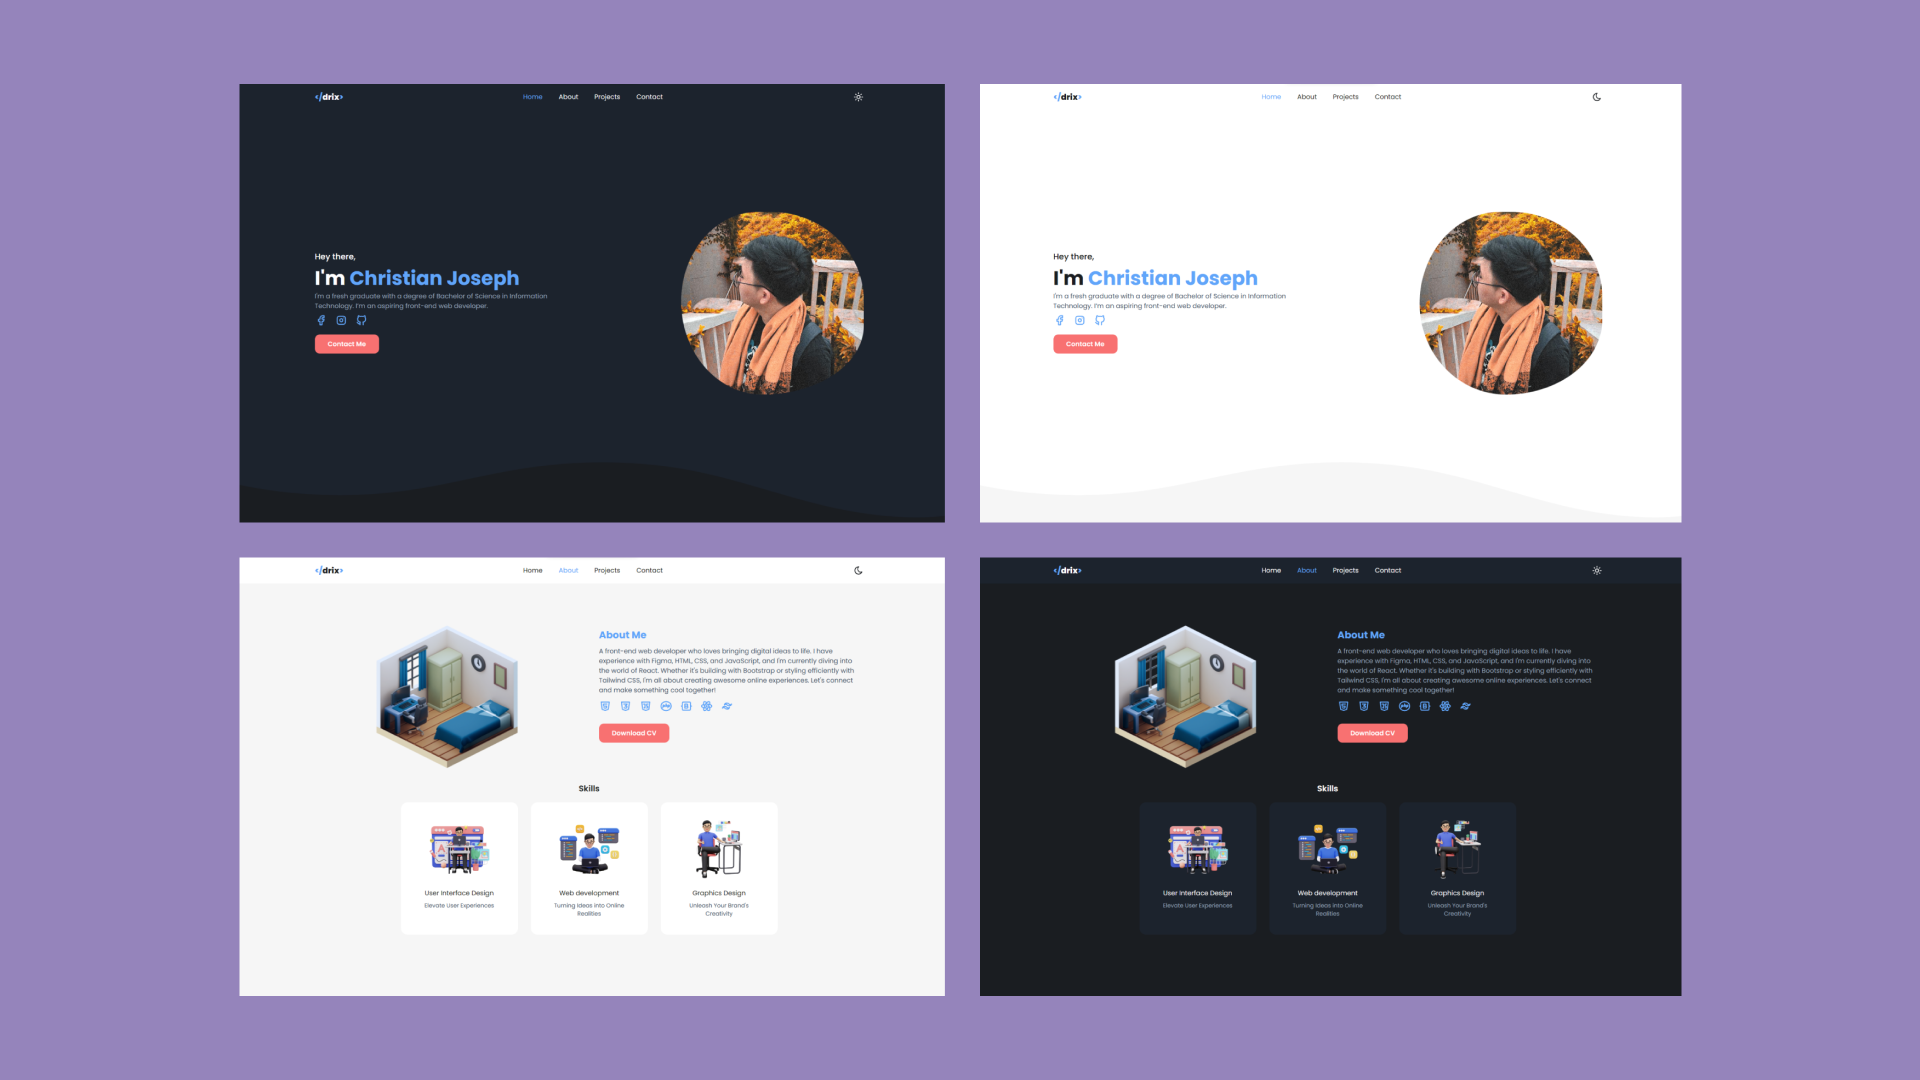 </drix>
Home About Projects Contact
Hey there,
I'm Christian Joseph
I'm a fresh graduate with a degree of Bachelor of Science in Information
Technology. I'm an aspiring front-end web developer.
Contact Me
</drix>
Home About Projects Contact
Hey there,
I'm Christian Joseph
I'm a fresh graduate with a degree of Bachelor of Science in Information
Technology. I'm an aspiring front-end web developer.
Contact Me
</drix>
Home About Projects Contact
About Me
A front-end web developer who loves bringing digital ideas to life. I have
experience with Figma, HTML, CSS, and JavaScript, and I'm currently diving into
the world of React. Whether it's building with Bootstrap or styling efficiently with
Tailwind CSS, I'm all about creating awesome online experiences. Let's connect
and make something cool together!
Download CV
Skills
User Interface Design
Elevate User Experiences
Web development
Turning Ideas into Online
Realities
Graphics Design
Unleash Your Brand's
Creativity
</drix>
Home About Projects Contact
About Me
A front-end web developer who loves bringing digital ideas to life. I have
experience with Figma, HTML, CSS, and JavaScript, and I'm currently diving into
the world of React. Whether it's building with Bootstrap or styling efficiently with
Tailwind CSS, I'm all about creating awesome online experiences. Let's connect
and make something cool together!
Download CV
Skills
User Interface Design
Elevate User Experiences
Web development
Turning Ideas into Online
Realities
Graphics Design
Unleash Your Brand's
Creativity